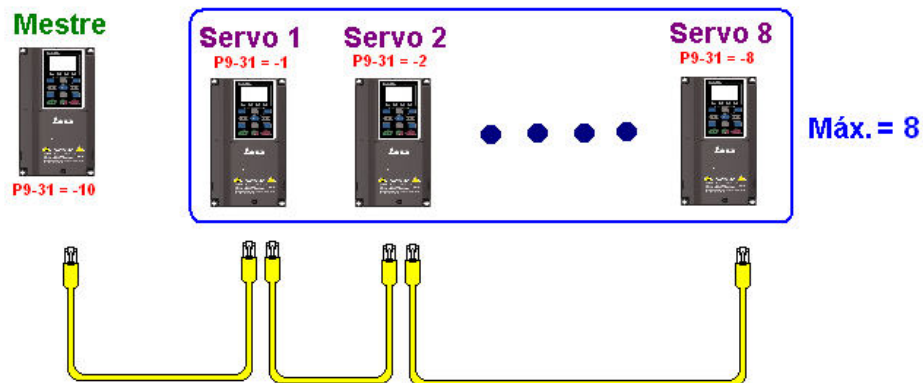 Mestre
P9-31 = -10
Servo 1
P9-31 = -1
Servo 2
P9-31 = -2
Servo 8
P9-31 = -8
Máx. = 8